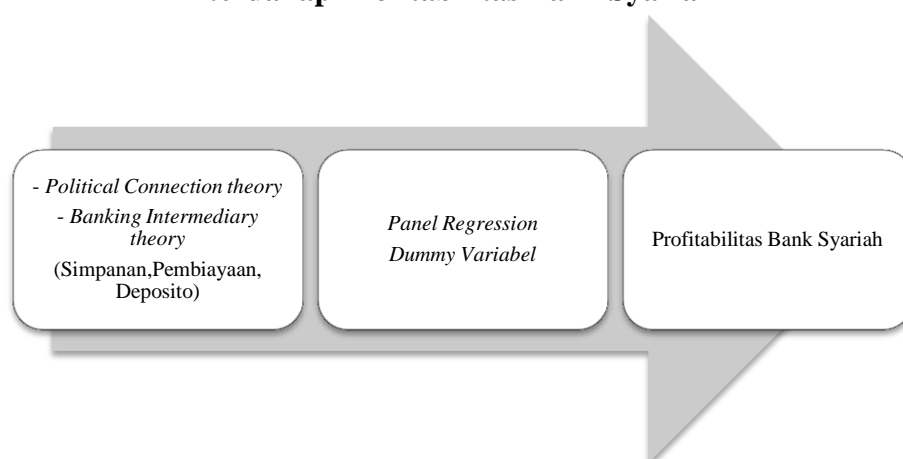 - Political Connection theory
- Banking Intermediary
theory
(Simpanan,Pembiayaan,
Deposito)
Panel Regression
Dummy Variabel
Profitabilitas Bank Syariah